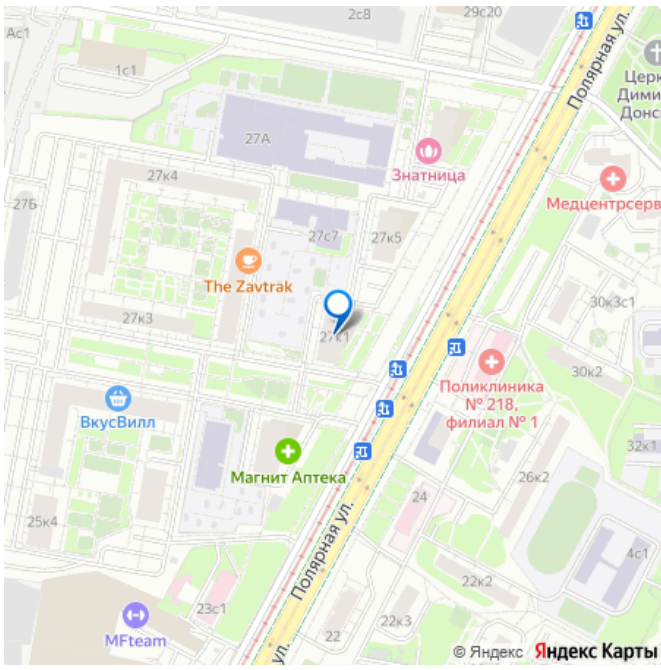 2с8
29с20
Ас1
1с1
Полярная ул.
Церк
Дими
Донс
27А
Знатница
27к4
Медцентрсерв
27Б
27с7
27к5
The Zavtrak
30к3с1
27к3
27к1
30к2
Поликлиника
№ 218,
филиал № 1
ВкусВилл
32к1
Магнит Аптека
26к2
24
25к4
Полярная ул.
4с1
22к2
23с1
22к3
MFteam
22
ул.
© Яндекс Яндекс Карты